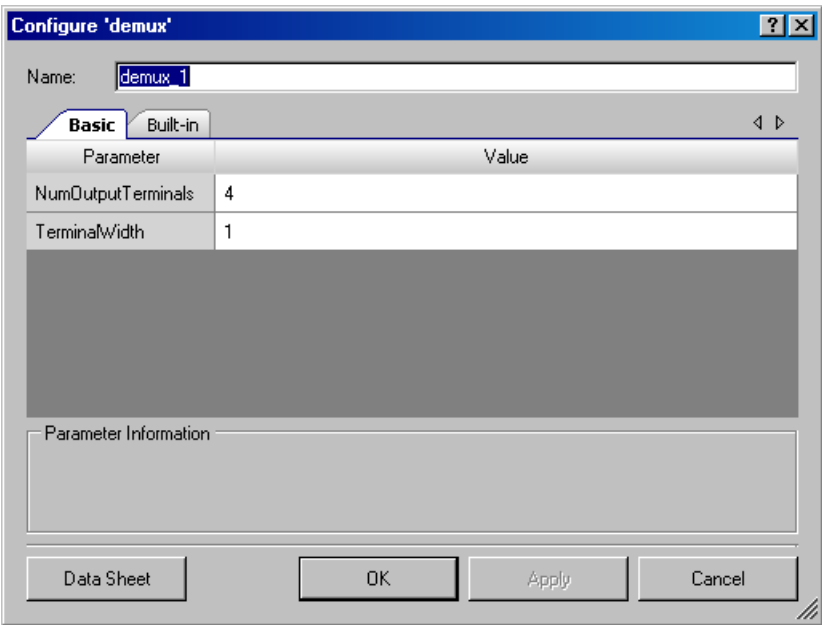 Configure 'demux'
Name: demux_1
Basic Built-in
Parameter Value
NumOutputTerminals 4
TerminalWidth 1
Parameter Information
Data Sheet OK Apply Cancel